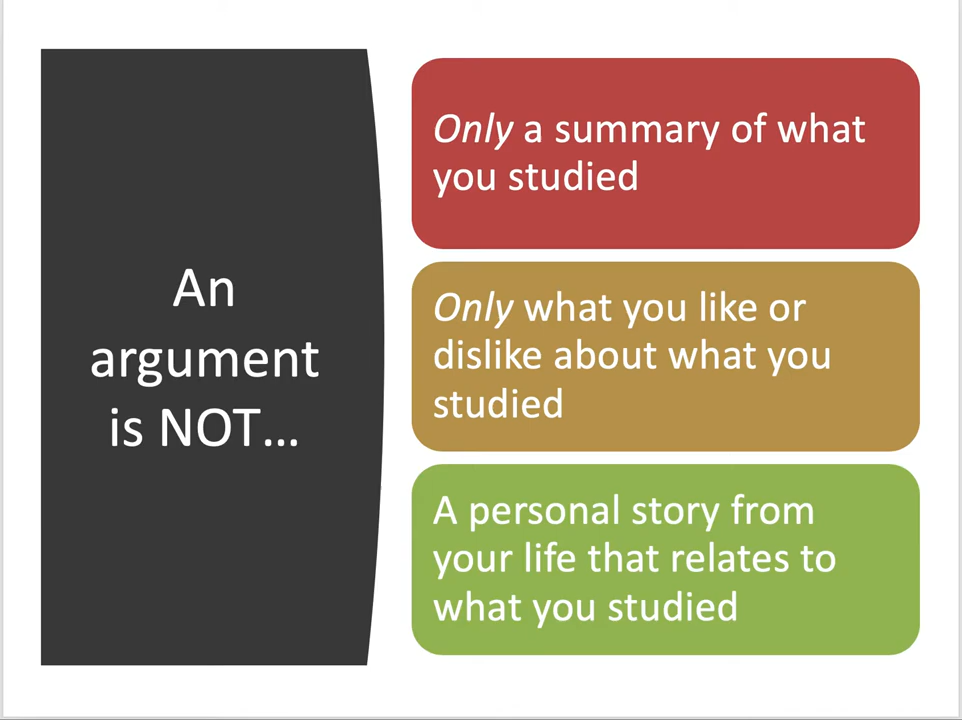 An
argument
is NOT…
Only a summary of what
you studied
Only what you like or
dislike about what you
studied
A personal story from
your life that relates to
what you studied